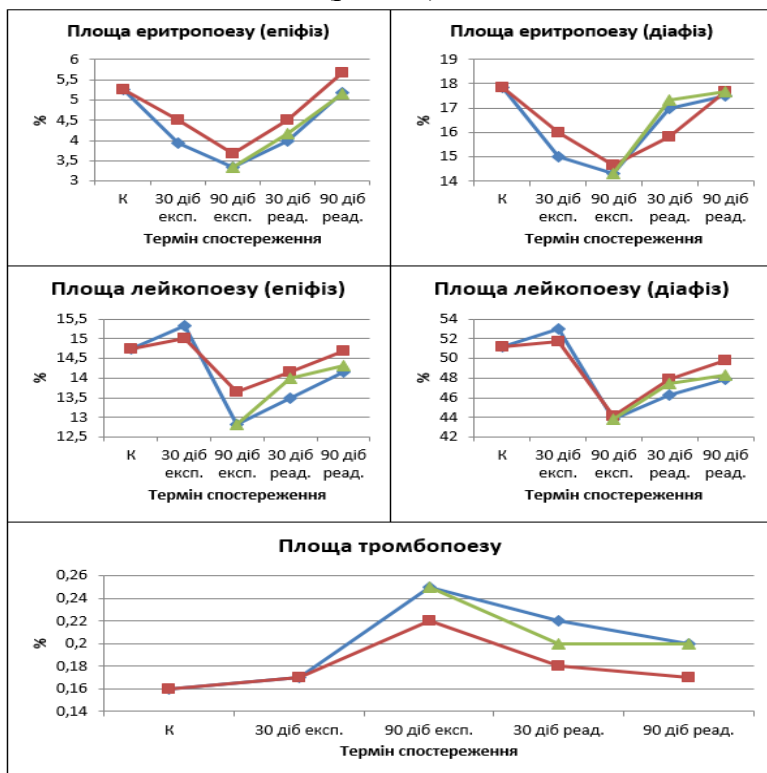 Площа еритропоезу (епіфіз)
6
5,5
5
4,5
4
3,5
3
%
К
30 діб експ.
90 діб експ.
30 діб реад.
90 діб реад.
Термін спостереження
Площа еритропоезу (діафіз)
19
18
17
16
15
14
%
К
30 діб експ.
90 діб експ.
30 діб реад.
90 діб реад.
Термін спостереження
Площа лейкопоезу (епіфіз)
15,5
15
14,5
14
13,5
13
12,5
%
К
30 діб експ.
90 діб експ.
30 діб реад.
90 діб реад.
Термін спостереження
Площа лейкопоезу (діафіз)
54
52
50
48
46
44
42
%
К
30 діб експ.
90 діб експ.
30 діб реад.
90 діб реад.
Термін спостереження
Площа тромбопоезу
0,26
0,24
0,22
0,2
0,18
0,16
0,14
%
К
30 діб експ.
90 діб експ.
30 діб реад.
90 діб реад.
Термін спостереження